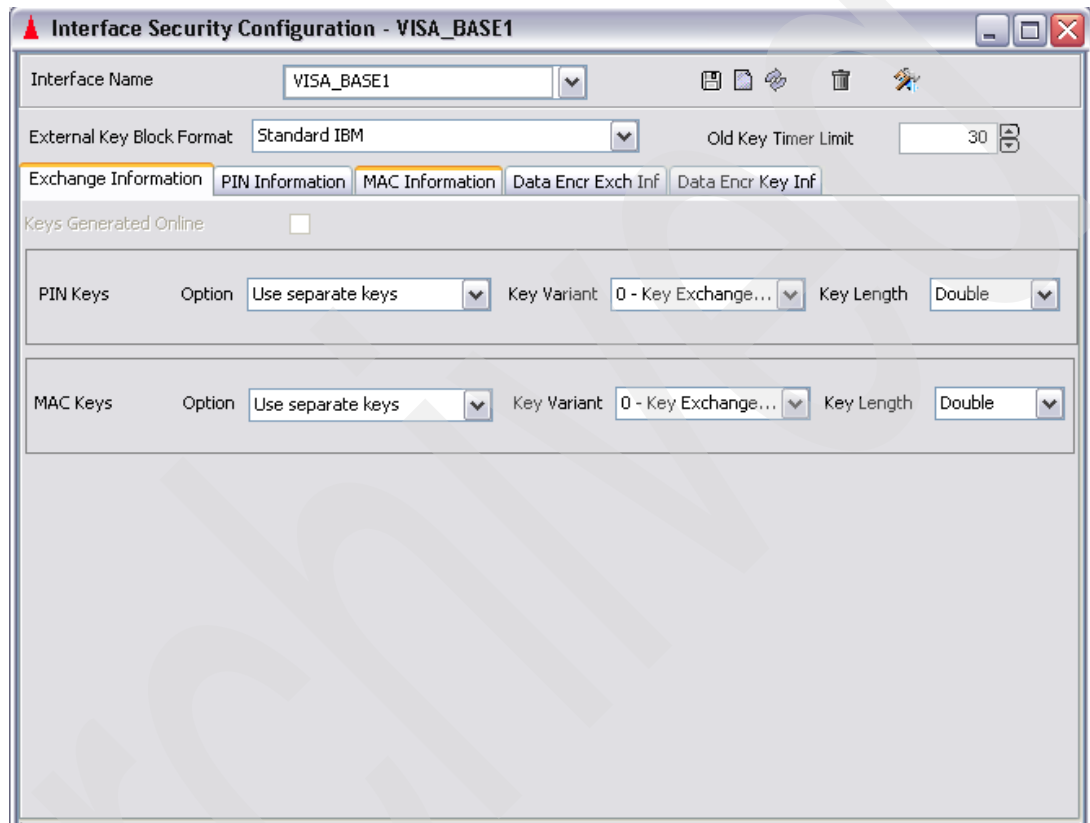 Interface Security Configuration - VISA_BASE1
Interface Name VISA_BASE1
External Key Block Format Standard IBM Old Key Timer Limit 30
Exchange Information PIN Information MAC Information Data Encr Exch Inf Data Encr Key Inf
Keys Generated Online
PIN Keys Option Use separate keys Key Variant 0 - Key Exchange... Key Length Double
MAC Keys Option Use separate keys Key Variant 0 - Key Exchange... Key Length Double